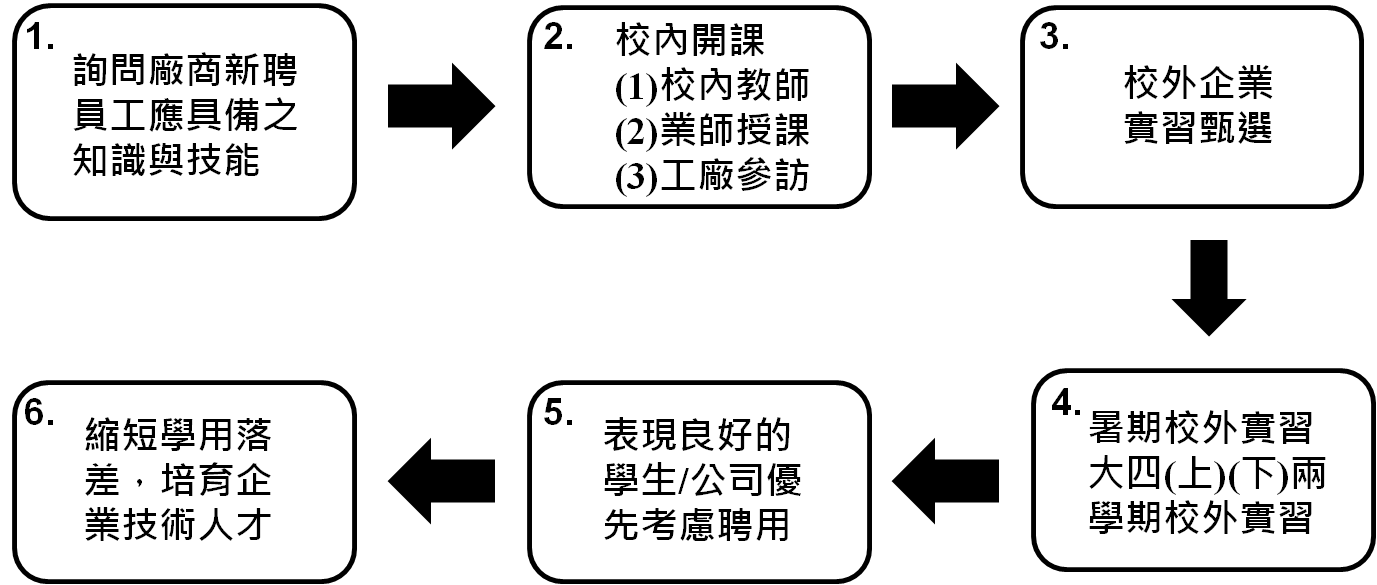 1.
詢問廠商新聘
員工應具備之
知識與技能
2.
校內開課
(1)校內教師
(2)業師授課
(3)工廠參訪
3.
校外企業
實習甄選
4.
暑期校外實習
大四(上)(下)兩
學期校外實習
5.
表現良好的
學生/公司優
先考慮聘用
6.
縮短學用落
差，培育企
業技術人才